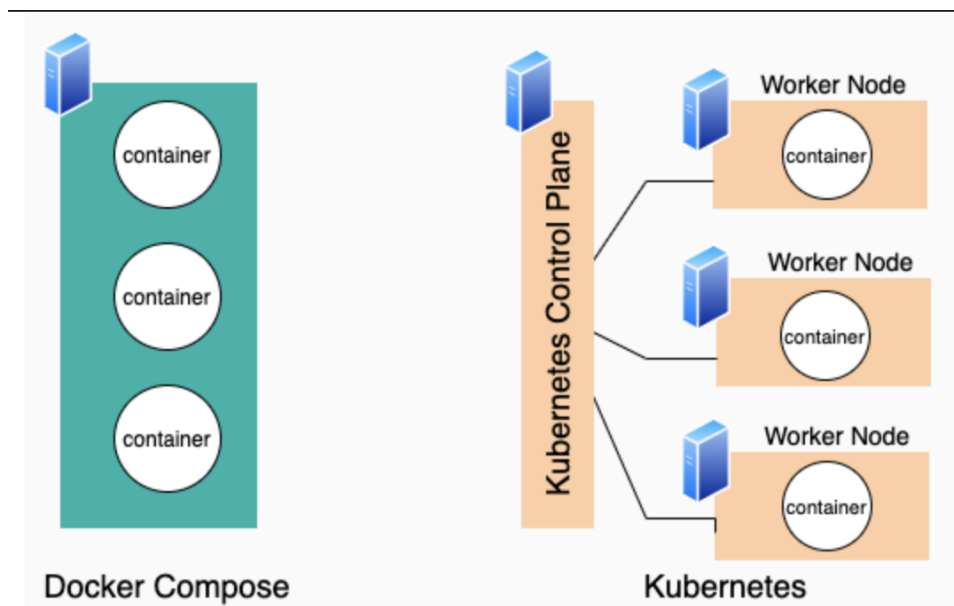 container
container
container
Docker Compose
Kubernetes Control Plane
Worker Node
container
Worker Node
container
Worker Node
container
Kubernetes